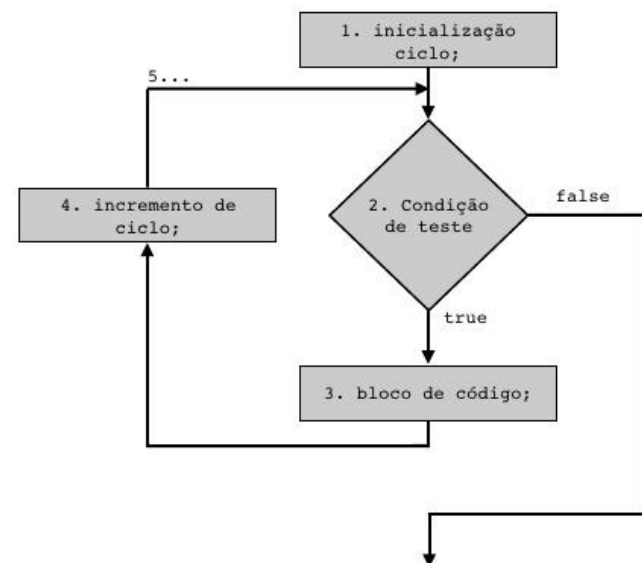 1. inicialização
ciclo;
5...
2. Condição
de teste
false
4. incremento de
ciclo;
true
3. bloco de código;